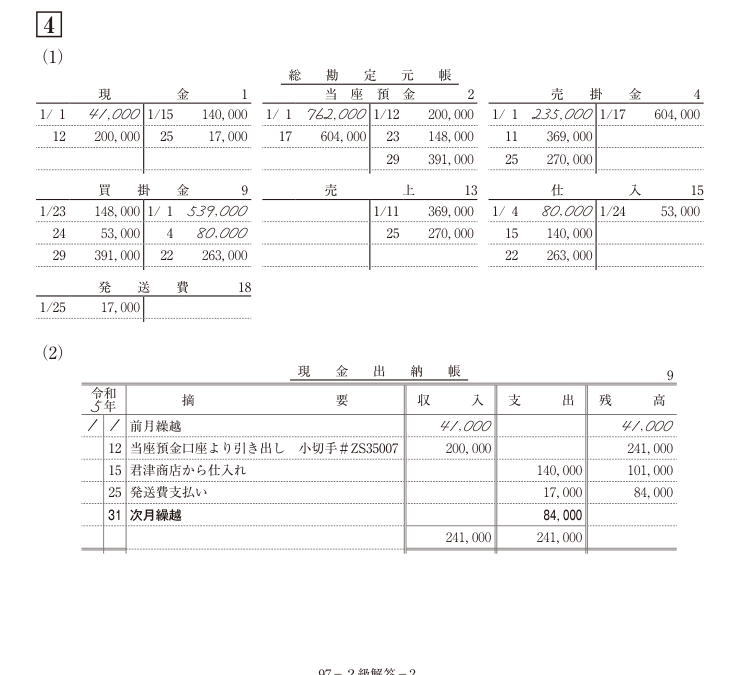 4
(1)
総勘定元帳
現金 1 当座預金 2 売掛金 4
1/ 1 41,000 1/15 140,000 1/ 1 762,000 1/12 200,000 1/ 1 235,000 1/17 604,000
12 200,000 25 17,000 17 604,000 23 148,000 11 369,000
29 391,000 25 270,000
買掛金 9 売上 13 仕入 15
1/23 148,000 1/ 1 539,000 1/11 369,000 1/ 4 80,000 1/24 53,000
24 53,000 4 80,000 25 270,000 15 140,000
29 391,000 22 263,000 22 263,000
発送費 18
1/25 17,000
(2)
現金出納帳 9
令和5年 摘要 収入 支出 残高
1 1 前月繰越 41,000 41,000
12 当座預金口座より引き出し 小切手#ZS35007 200,000 241,000
15 君津商店から仕入れ 140,000 101,000
25 発送費支払い 17,000 84,000
31 次月繰越 84,000
241,000 241,000
97－2級解答－2